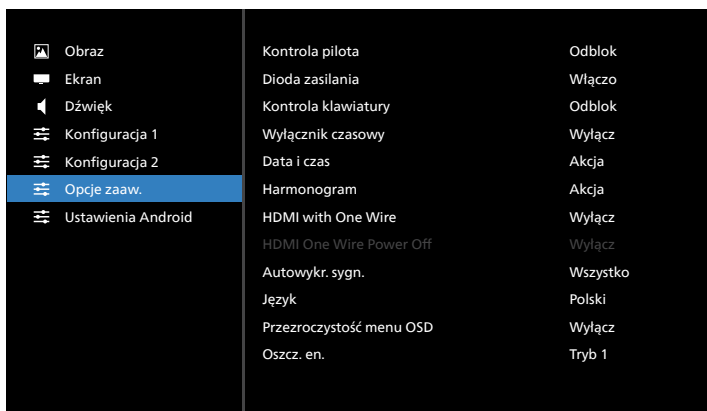 Obraz
Ekran
Dźwięk
Konfiguracja 1
Konfiguracja 2
Opcje zaaw.
Ustawienia Android
Kontrola pilota Odblok
Dioda zasilania Włączo
Kontrola klawiatury Odblok
Wyłącznik czasowy Wyłącz
Data i czas Akcja
Harmonogram Akcja
HDMI with One Wire Wyłącz
HDMI One Wire Power Off Wyłącz
Autowykr. sygn. Wszystko
Język Polski
Przezroczystość menu OSD Wyłącz
Oszcz. en. Tryb 1